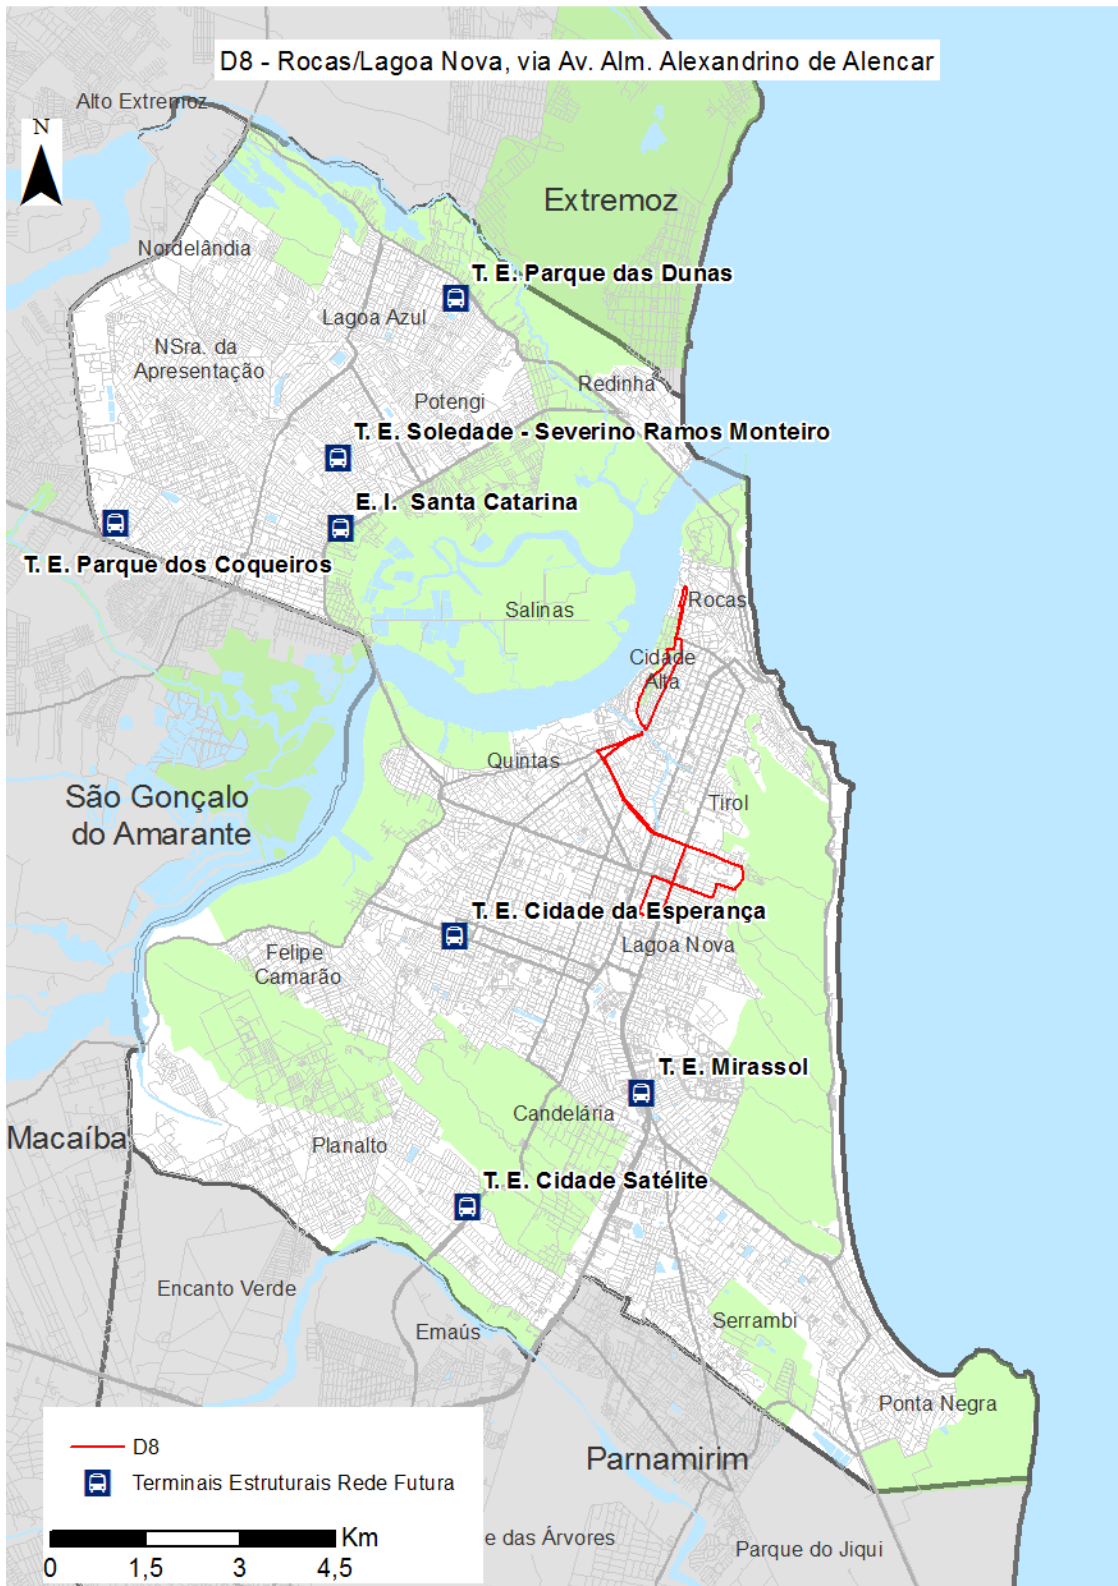 D8 - Rocas/Lagoa Nova, via Av. Alm. Alexandrino de Alencar
Alto Extremoz
N
Extremoz
Nordelândia
T. E. Parque das Dunas
Lagoa Azul
NSra. da
Apresentação
Redinha
Potengi
T. E. Soledade - Severino Ramos Monteiro
E. I. Santa Catarina
T. E. Parque dos Coqueiros
Rocas
Salinas
Cidade
Alta
Quintas
São Gonçalo
do Amarante
Tirol
T. E. Cidade da Esperança
Lagoa Nova
Felipe
Camarão
T. E. Mirassol
Candelária
Macaíba
Planalto
T. E. Cidade Satélite
Encanto Verde
Serrambi
Emaús
Ponta Negra
D8
Parnamirim
Terminais Estruturais Rede Futura
Km
e das Árvores
Parque do Jiqui
0 1,5 3 4,5